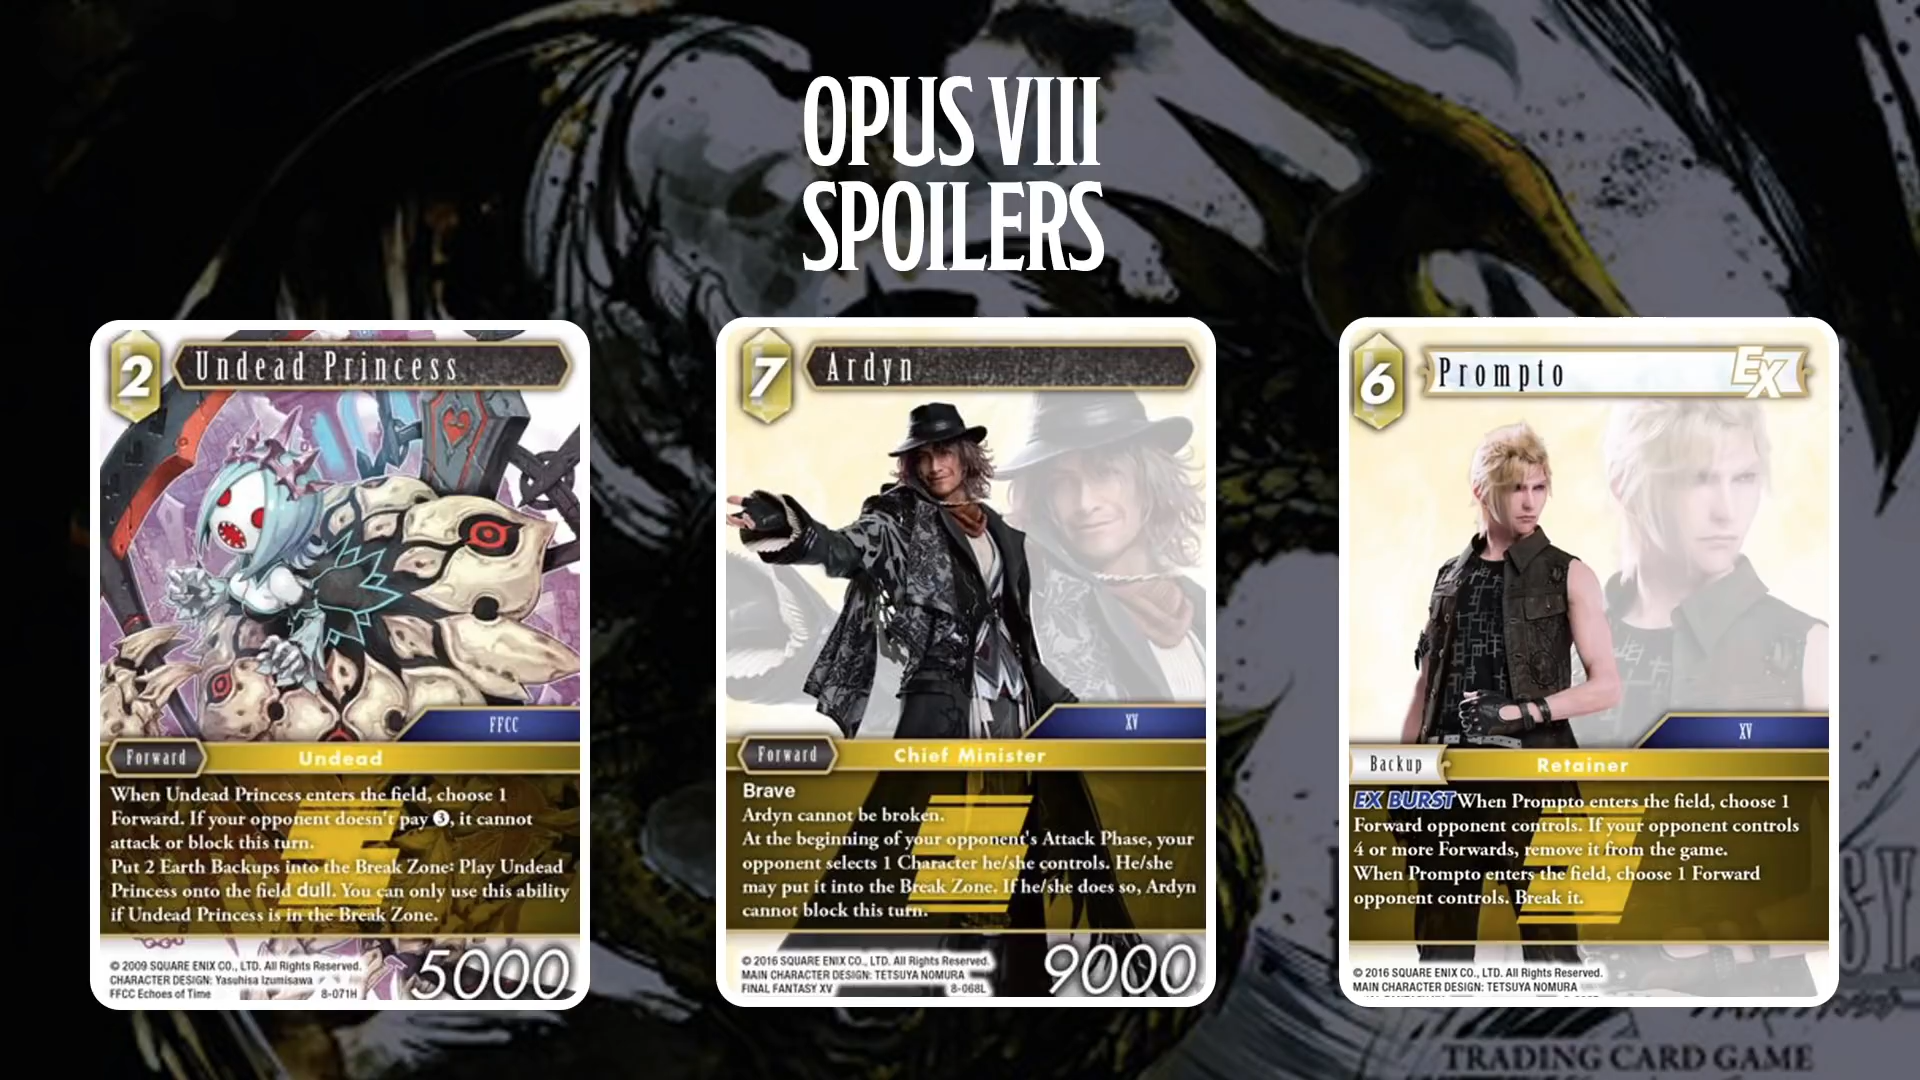 OPUS VIII
SPOILERS
2
Undead Princess
FFCC
Forward
Undead
When Undead Princess enters the field, choose 1
Forward. If your opponent doesn't pay ❸, it cannot
attack or block this turn.
Put 2 Earth Backups into the Break Zone: Play Undead
Princess onto the field dull. You can only use this ability
if Undead Princess is in the Break Zone.
© 2009 SQUARE ENIX CO., LTD. All Rights Reserved.
CHARACTER DESIGN: Yasuhisa Izumisawa
FFCC Echoes of Time
8-071H
5000
7
Ardyn
XV
Forward
Chief Minister
Brave
Ardyn cannot be broken.
At the beginning of your opponent's Attack Phase, your
opponent selects 1 Character he/she controls. He/she
may put it into the Break Zone. If he/she does so, Ardyn
cannot block this turn.
© 2016 SQUARE ENIX CO., LTD. All Rights Reserved.
MAIN CHARACTER DESIGN: TETSUYA NOMURA
FINAL FANTASY XV
8-068L
9000
6
Prompto
EX
XV
Backup
Retainer
EX BURST When Prompto enters the field, choose 1
Forward opponent controls. If your opponent controls
4 or more Forwards, remove it from the game.
When Prompto enters the field, choose 1 Forward
opponent controls. Break it.
© 2016 SQUARE ENIX CO., LTD. All Rights Reserved.
MAIN CHARACTER DESIGN: TETSUYA NOMURA
TRADING CARD GAME